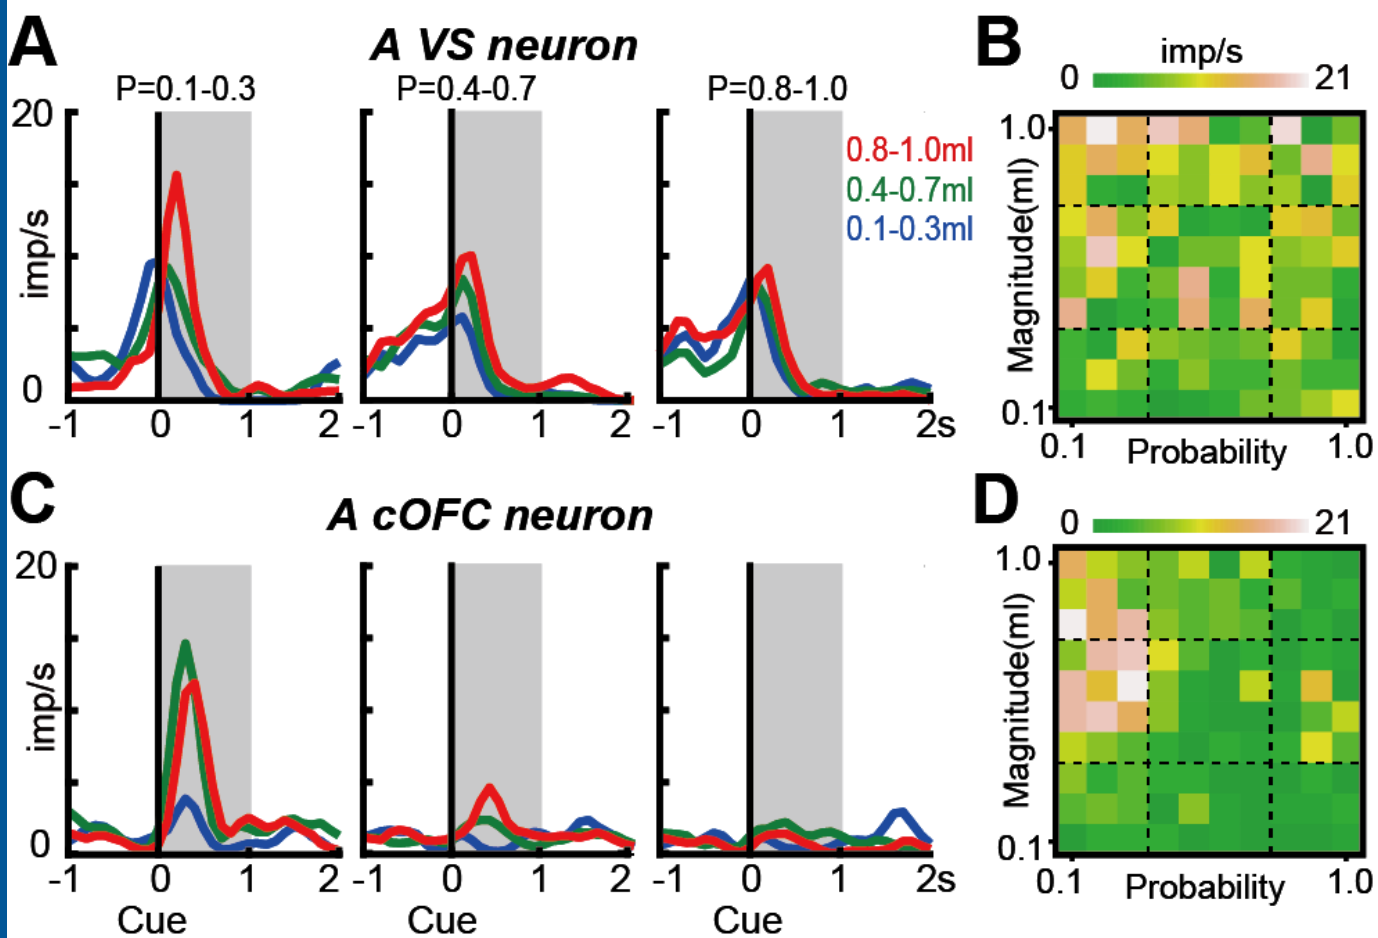 A
A VS neuron
B
imp/s
P=0.1-0.3
P=0.4-0.7
P=0.8-1.0
0
21
20
imp/s
0
0.8-1.0ml
0.4-0.7ml
0.1-0.3ml
-1
0
1
2
-1
0
1
2
-1
0
1
2s
1.0
Magnitude(ml)
0.1
0.1
Probability
1.0
C
A cOFC neuron
D
0
21
20
imp/s
0
-1
0
1
2
-1
0
1
2
-1
0
1
2s
Cue
Cue
Cue
1.0
Magnitude(ml)
0.1
0.1
Probability
1.0